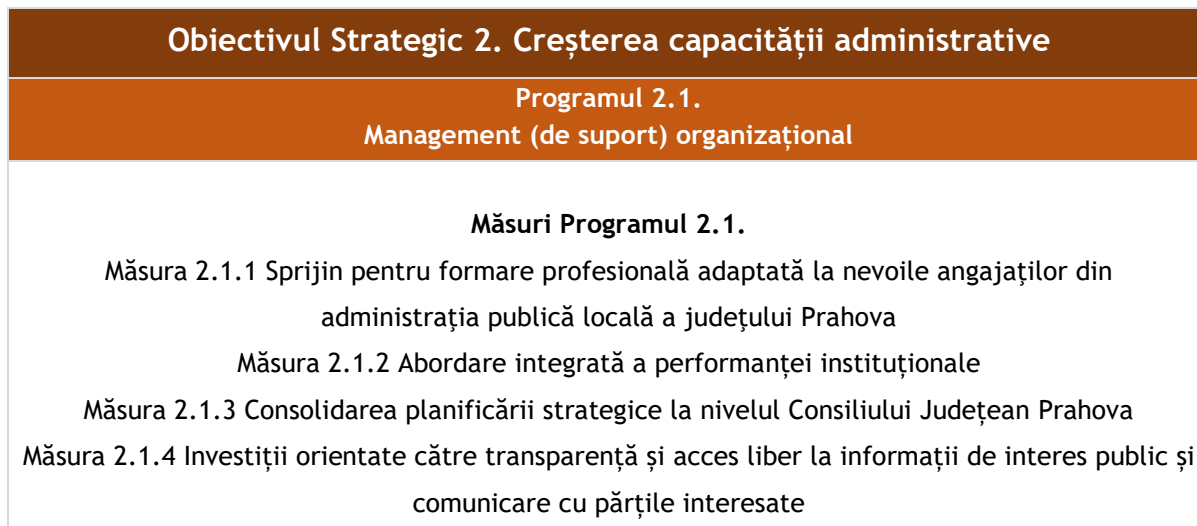 Obiectivul Strategic 2. Creșterea capacității administrative
Programul 2.1.
Management (de suport) organizațional
Măsuri Programul 2.1.
Măsura 2.1.1 Sprijin pentru formare profesională adaptată la nevoile angajaţilor din
administraţia publică locală a judeţului Prahova
Măsura 2.1.2 Abordare integrată a performanței instituționale
Măsura 2.1.3 Consolidarea planificării strategice la nivelul Consiliului Județean Prahova
Măsura 2.1.4 Investiții orientate către transparență și acces liber la informații de interes public și
comunicare cu părțile interesate